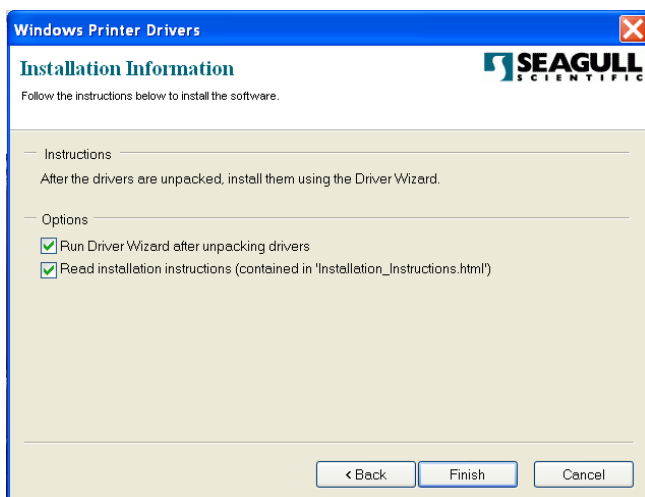 Windows Printer Drivers
Installation Information
SEAGULL
SCIENTIFIC
Follow the instructions below to install the software.
Instructions
After the drivers are unpacked, install them using the Driver Wizard.
Options
Run Driver Wizard after unpacking drivers
Read installation instructions (contained in 'Installation_Instructions.html')
< Back
Finish
Cancel